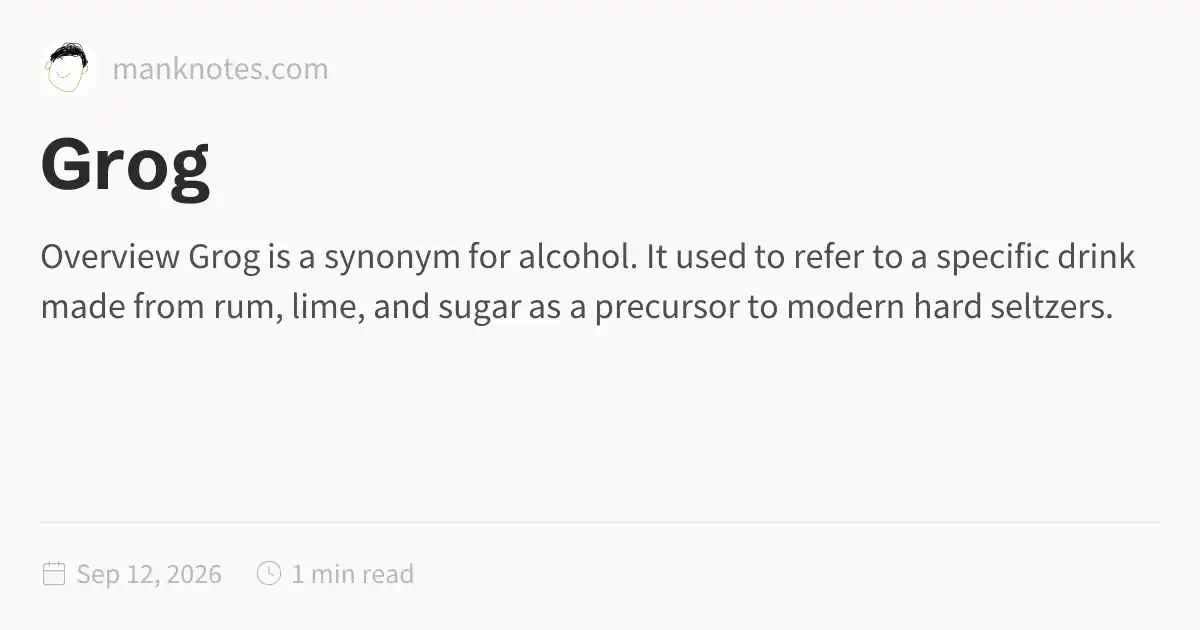 manknotes.com
Grog
Overview Grog is a synonym for alcohol. It used to refer to a specific drink
made from rum, lime, and sugar as a precursor to modern hard seltzers.
Sep 12, 2026 1 min read